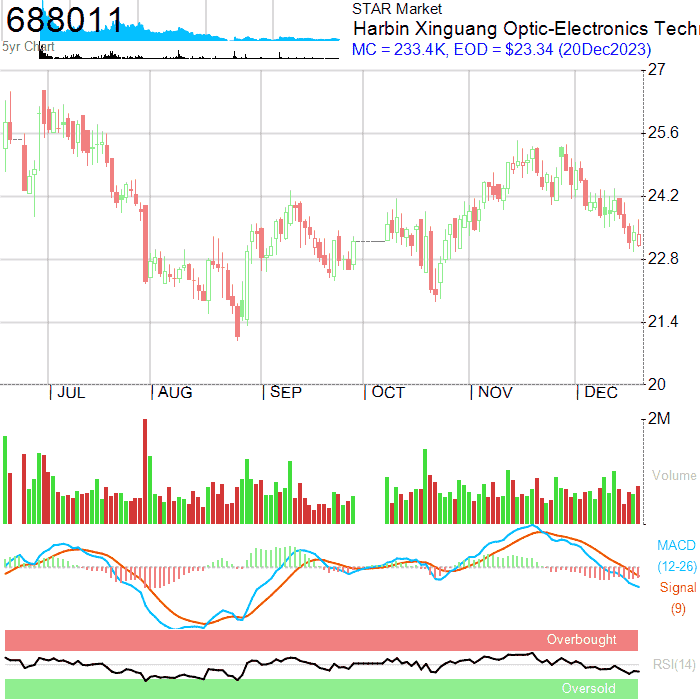 688011
5yr Chart
STAR Market
Harbin Xinguang Optic-Electronics Techn
MC = 233.4K, EOD = $23.34 (20Dec2023)
27
25.6
24.2
22.8
21.4
20
JUL
AUG
SEP
OCT
NOV
DEC
2M
Volume
MACD
(12-26)
Signal
(9)
Overbought
RSI(14)
Oversold